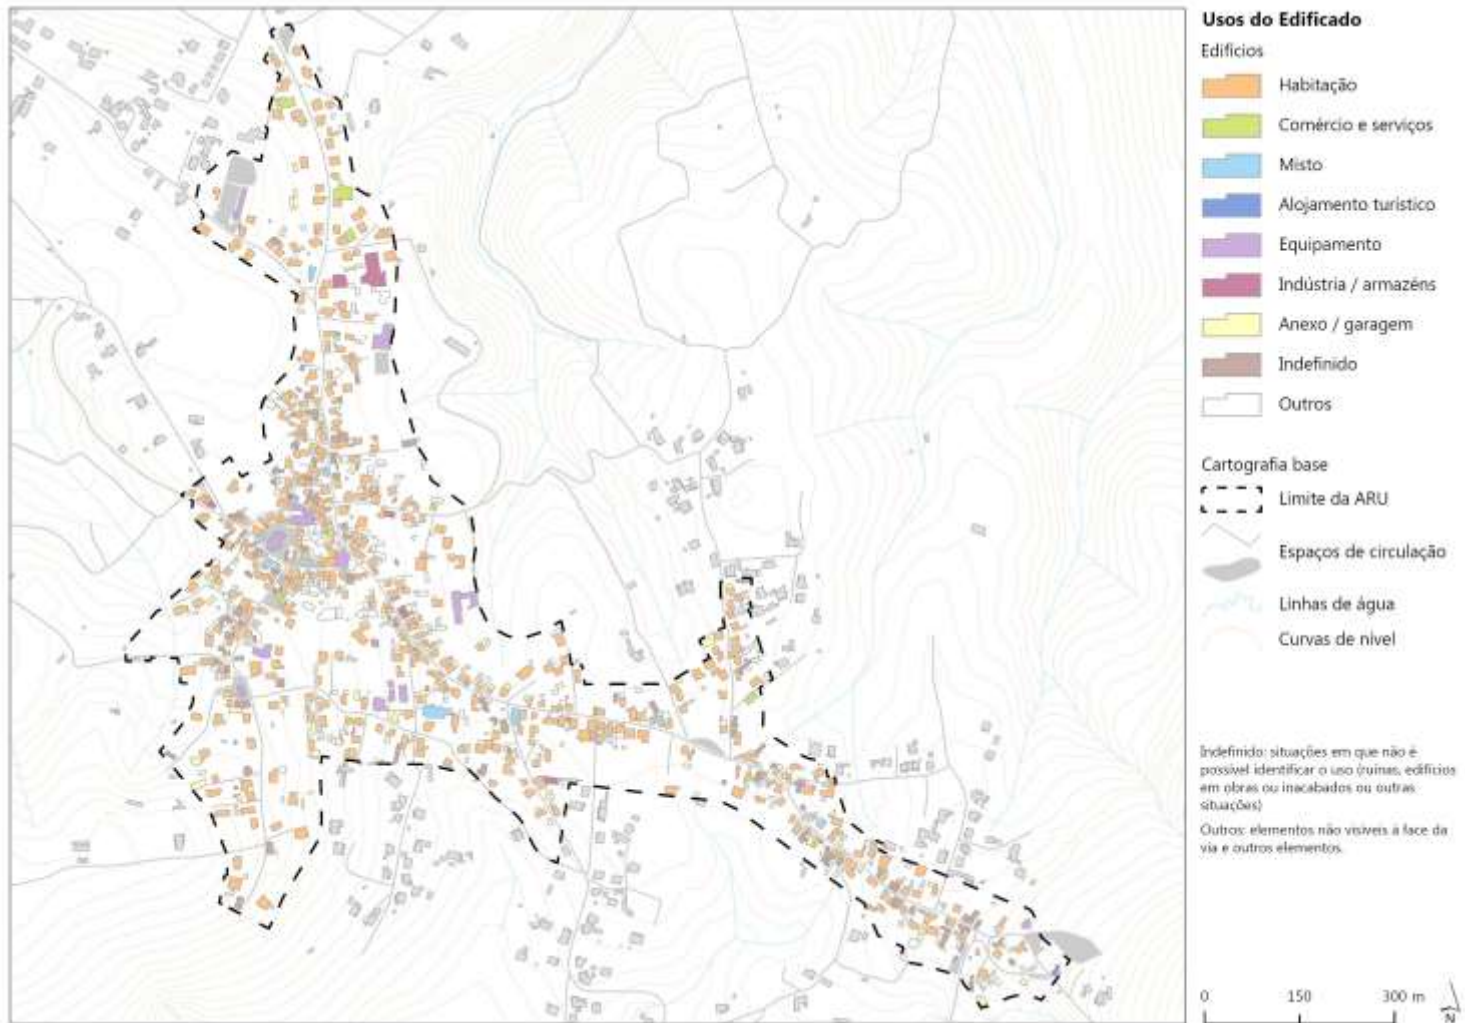 Usos do Edificado
Edifícios
Habitação
Comércio e serviços
Misto
Alojamento turístico
Equipamento
Indústria / armazéns
Anexo / garagem
Indefinido
Outros
Cartografia base
Limite da ARU
Espaços de circulação
Linhas de água
Curvas de nível
Indefinido: situações em que não é
possível identificar o uso (ruínas, edifícios
em obras ou inacabados ou outras
situações)
Outros: elementos não visíveis à face da
via e outros elementos.
0 150 300 m
N